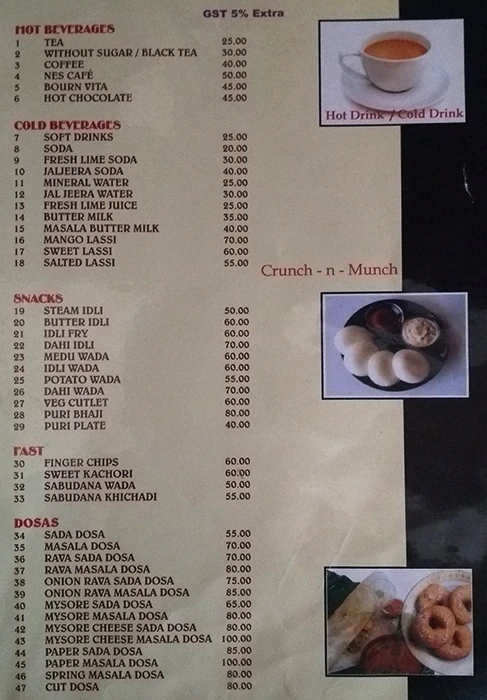 GST 5% Extra
HOT BEVERAGES
1 TEA 25.00
2 WITHOUT SUGAR / BLACK TEA 30.00
3 COFFEE 40.00
4 NES CAFÉ 50.00
5 BOURN VITA 45.00
6 HOT CHOCOLATE 45.00
Hot Drink / Cold Drink
COLD BEVERAGES
7 SOFT DRINKS 25.00
8 SODA 20.00
9 FRESH LIME SODA 30.00
10 JALJEERA SODA 40.00
11 MINERAL WATER 25.00
12 JAL JEERA WATER 30.00
13 FRESH LIME JUICE 25.00
14 BUTTER MILK 35.00
15 MASALA BUTTER MILK 40.00
16 MANGO LASSI 70.00
17 SWEET LASSI 60.00
18 SALTED LASSI 55.00
Crunch - n - Munch
SNACKS
19 STEAM IDLI 50.00
20 BUTTER IDLI 60.00
21 IDLI FRY 60.00
22 DAHI IDLI 70.00
23 MEDU WADA 60.00
24 IDLI WADA 60.00
25 POTATO WADA 55.00
26 DAHI WADA 70.00
27 VEG CUTLET 60.00
28 PURI BHAJI 80.00
29 PURI PLATE 40.00
FAST
30 FINGER CHIPS 60.00
31 SWEET KACHORI 60.00
32 SABUDANA WADA 50.00
33 SABUDANA KHICHADI 55.00
DOSAS
34 SADA DOSA 55.00
35 MASALA DOSA 70.00
36 RAVA SADA DOSA 70.00
37 RAVA MASALA DOSA 80.00
38 ONION RAVA SADA DOSA 75.00
39 ONION RAVA MASALA DOSA 85.00
40 MYSORE SADA DOSA 65.00
41 MYSORE MASALA DOSA 80.00
42 MYSORE CHEESE SADA DOSA 80.00
43 MYSORE CHEESE MASALA DOSA 100.00
44 PAPER SADA DOSA 85.00
45 PAPER MASALA DOSA 100.00
46 SPRING MASALA DOSA 80.00
47 CUT DOSA 80.00